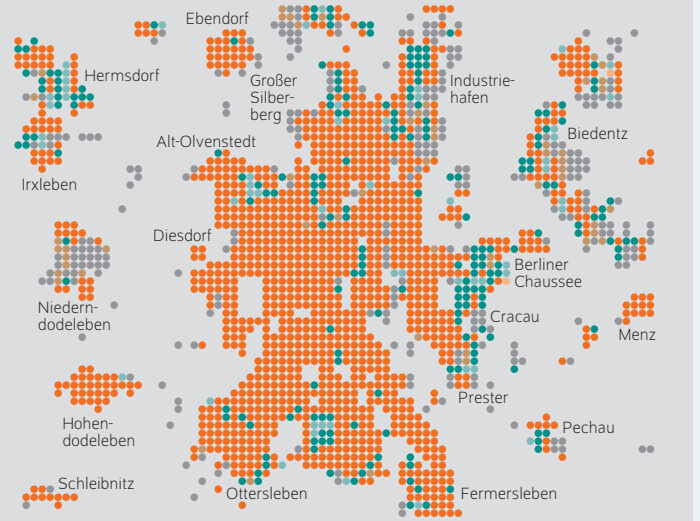 Ebendorf
Hermsdorf
Großer
Silber-
berg
Industrie-
hafen
Alt-Olvenstedt
Biedentz
Irxleben
Diesdorf
Berliner
Chaussee
Niedern-
dodeleben
Cracau
Menz
Prester
Hohen-
dodeleben
Pechau
Schleibnitz
Ottersleben
Fermersleben